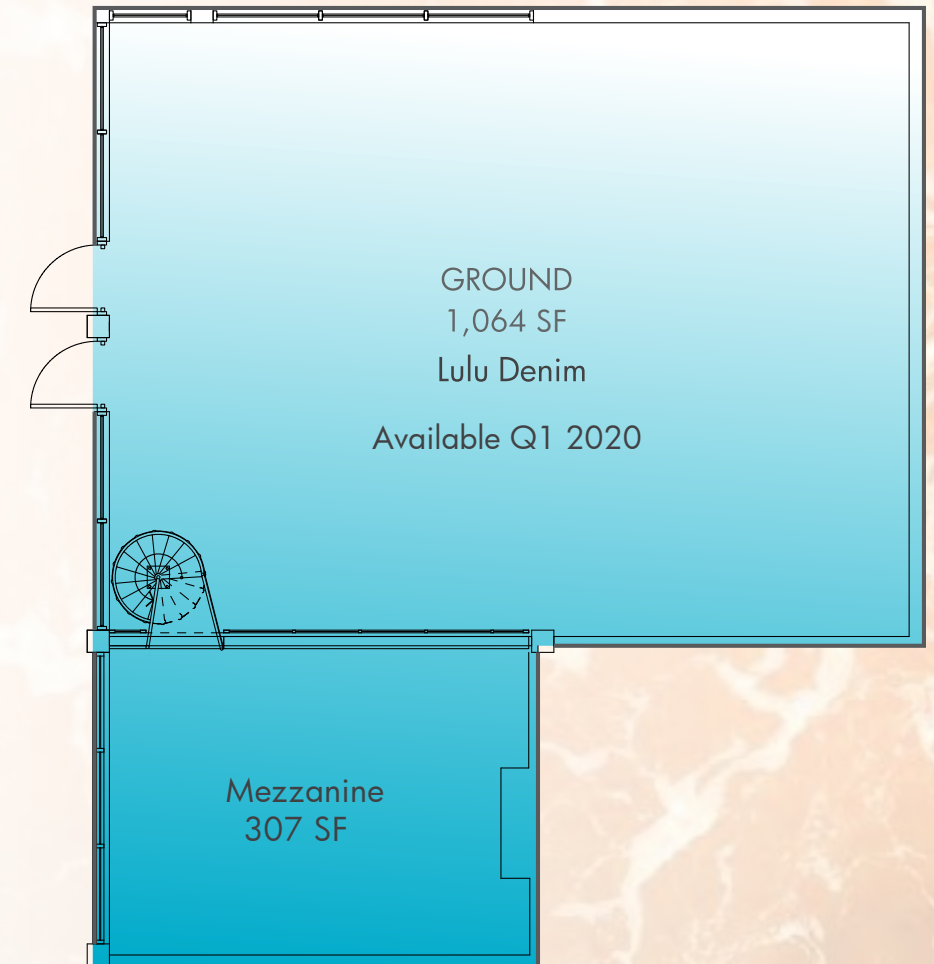 GROUND
1,064 SF
Lulu Denim
Available Q1 2020
Mezzanine
307 SF